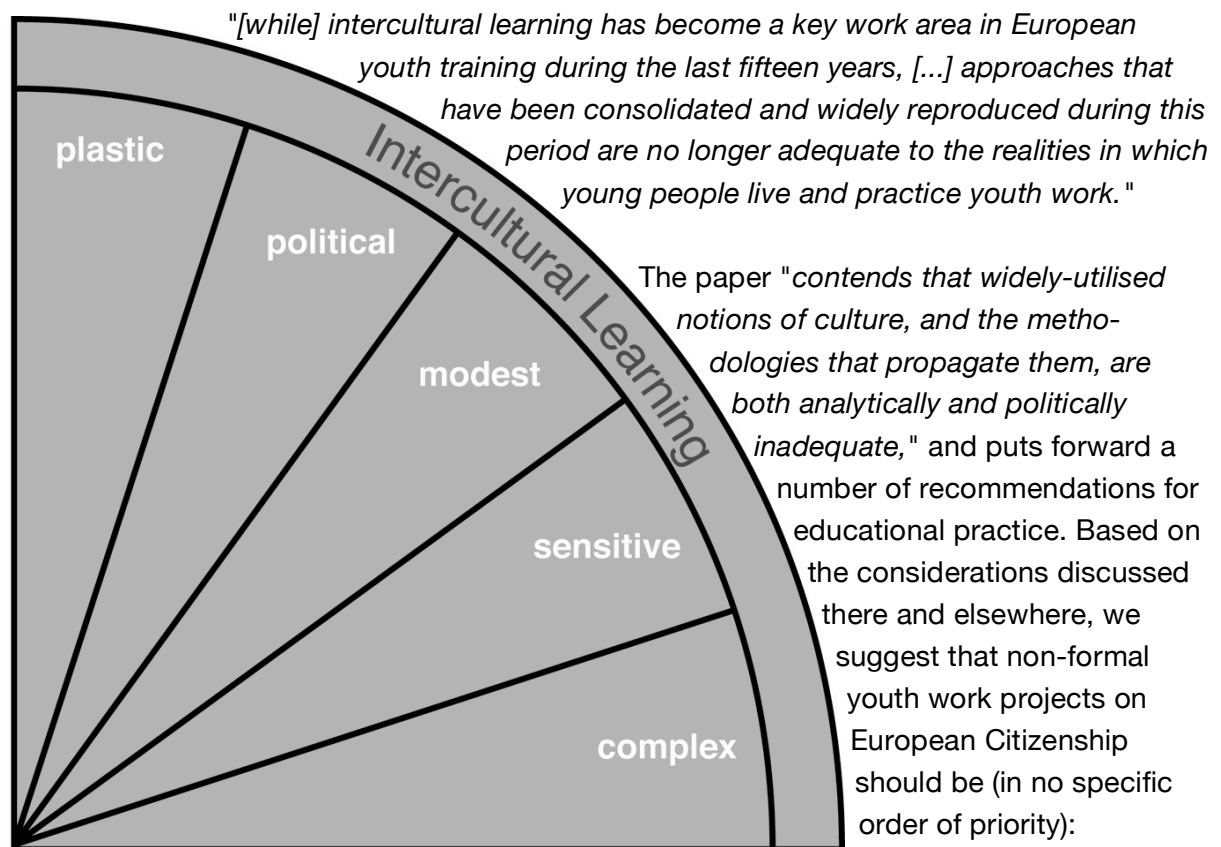 "[while] intercultural learning has become a key work area in European
youth training during the last fifteen years, [...] approaches that
have been consolidated and widely reproduced during this
period are no longer adequate to the realities in which
young people live and practice youth work."
The paper "contends that widely-utilised
notions of culture, and the metho-
dologies that propagate them, are
both analytically and politically
inadequate," and puts forward a
number of recommendations for
educational practice. Based on
the considerations discussed
there and elsewhere, we
suggest that non-formal
youth work projects on
European Citizenship
should be (in no specific
order of priority):
Intercultural Learning
plastic
political
modest
sensitive
complex